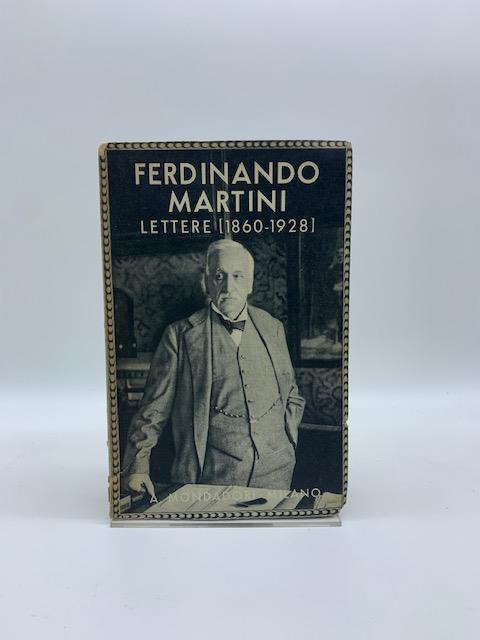 FERDINANDO
MARTINI
LETTERE [1860-1928]
A. MONDADORI MILANO